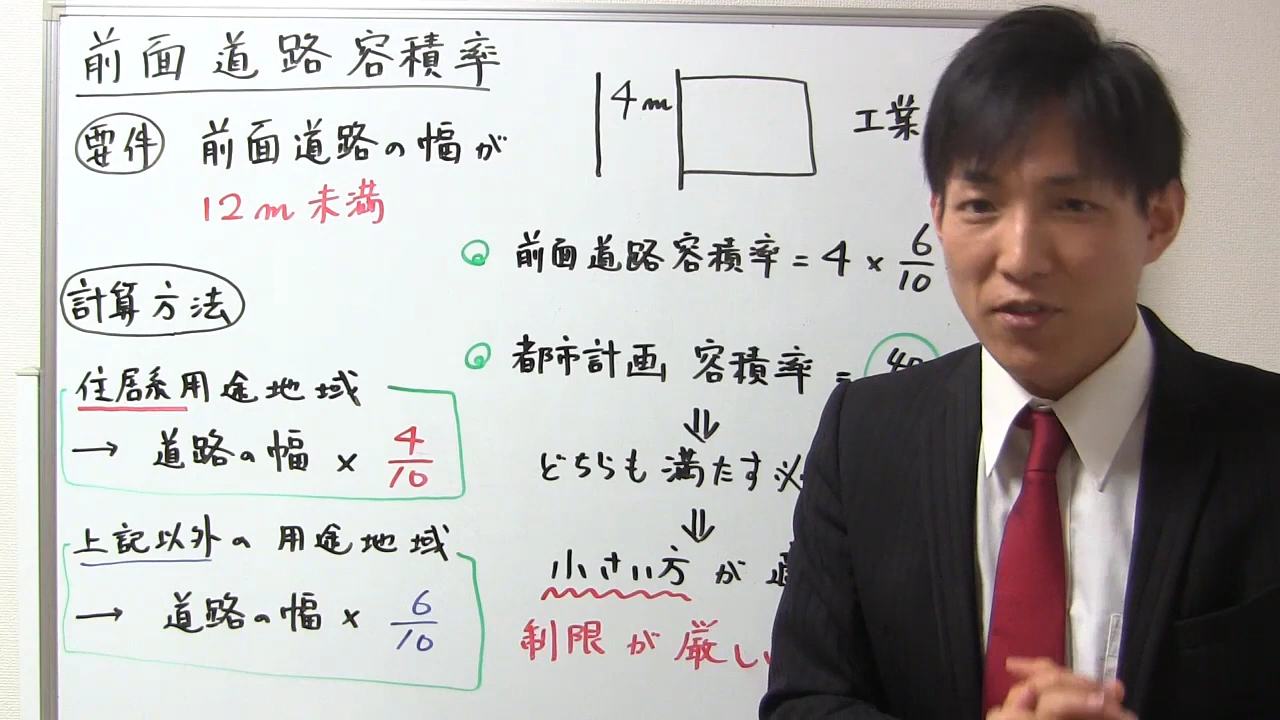 前面道路容積率
要件 前面道路の幅が
12m未満
計算方法
住居系用途地域
→ 道路の幅 × 4/10
上記以外の用途地域
→ 道路の幅 × 6/10
4m
工業
前面道路容積率 = 4 × 6/10
都市計画 容積率 = 40
⇓
どちらも満たす必
⇓
小さい方が
制限が厳し